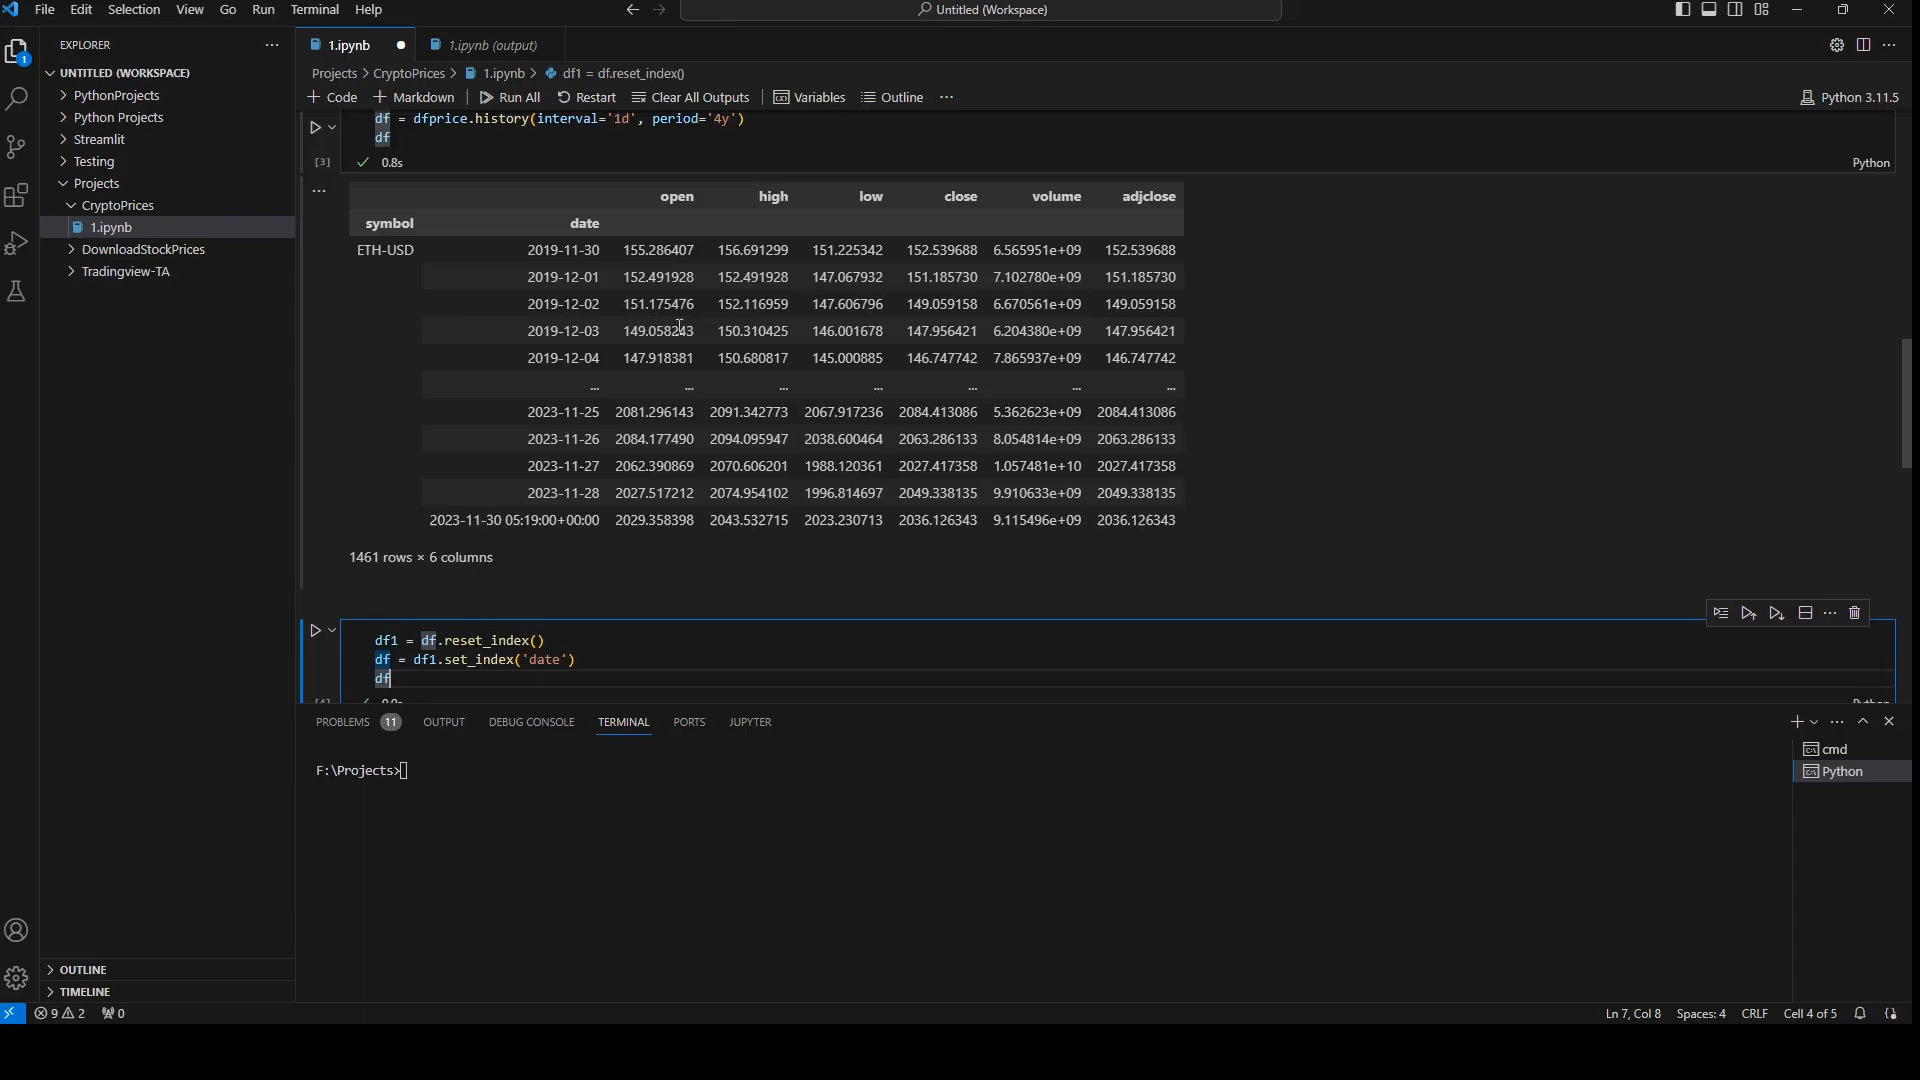 File Edit Selection View Go Run Terminal Help
Untitled (Workspace)
EXPLORER
1
UNTITLED (WORKSPACE)
PythonProjects
Python Projects
Streamlit
Testing
Projects
CryptoPrices
1.ipynb
DownloadStockPrices
Tradingview-TA
OUTLINE
TIMELINE
1.ipynb
1.ipynb (output)
Projects > CryptoPrices > 1.ipynb > df1 = df.reset_index()
+ Code + Markdown Run All Restart Clear All Outputs Variables Outline ... Python 3.11.5
df = dfprice.history(interval='1d', period='4y')
df
[3] 0.8s Python
...
open high low close volume adjclose
symbol date
ETH-USD 2019-11-30 155.286407 156.691299 151.225342 152.539688 6.565951e+09 152.539688
2019-12-01 152.491928 152.491928 147.067932 151.185730 7.102780e+09 151.185730
2019-12-02 151.175476 152.116959 147.606796 149.059158 6.670561e+09 149.059158
2019-12-03 149.058243 150.310425 146.001678 147.956421 6.204380e+09 147.956421
2019-12-04 147.918381 150.680817 145.000885 146.747742 7.865937e+09 146.747742
... ... ... ... ... ... ...
2023-11-25 2081.296143 2091.342773 2067.917236 2084.413086 5.362623e+09 2084.413086
2023-11-26 2084.177490 2094.095947 2038.600464 2063.286133 8.054814e+09 2063.286133
2023-11-27 2062.390869 2070.606201 1988.120361 2027.417358 1.057481e+10 2027.417358
2023-11-28 2027.517212 2074.954102 1996.814697 2049.338135 9.910633e+09 2049.338135
2023-11-30 05:19:00+00:00 2029.358398 2043.532715 2023.230713 2036.126343 9.115496e+09 2036.126343
1461 rows × 6 columns
df1 = df.reset_index()
df = df1.set_index('date')
df
PROBLEMS 11 OUTPUT DEBUG CONSOLE TERMINAL PORTS JUPYTER
F:\Projects>
cmd
Python
9 2 0
Ln 7, Col 8 Spaces: 4 CRLF Cell 4 of 5